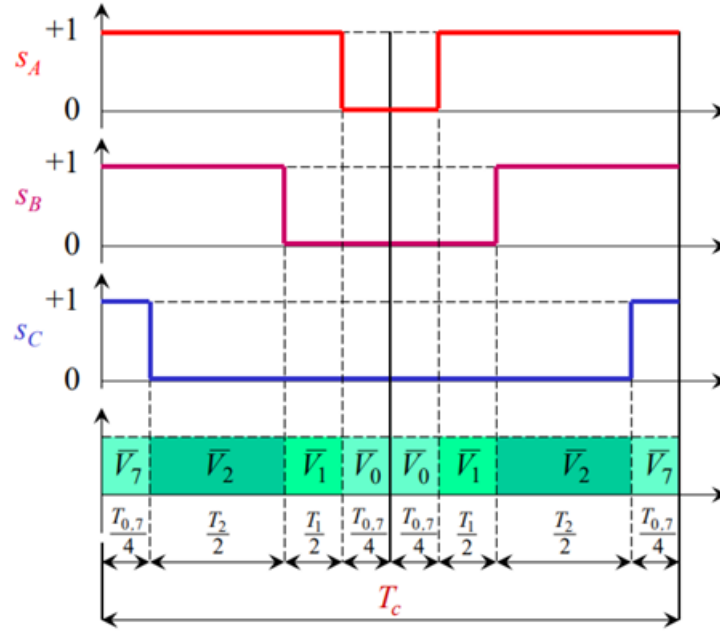 +1
s_A
0
+1
s_B
0
+1
s_C
0
V̅₇ V̅₂ V̅₁ V̅₀ V̅₀ V̅₁ V̅₂ V̅₇
T₀,₇/4 T₂/2 T₁/2 T₀,₇/4 T₀,₇/4 T₁/2 T₂/2 T₀,₇/4
T_c